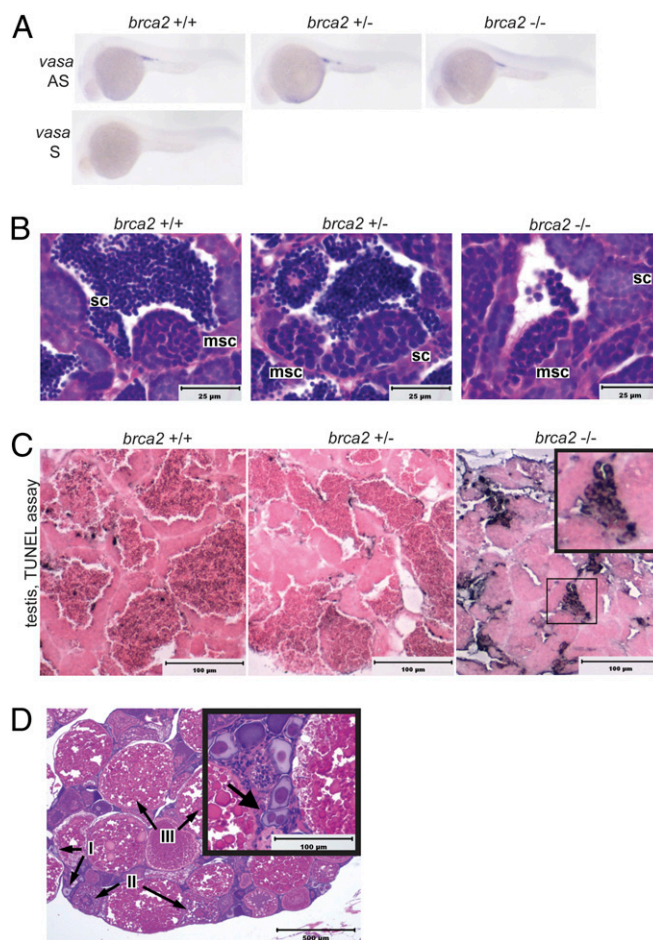 A
brca2 +/+ brca2 +/- brca2 -/-
vasa
AS
vasa
S
B
brca2 +/+ brca2 +/- brca2 -/-
sc
msc
25 µm
msc
sc
25 µm
sc
msc
25 µm
C
brca2 +/+ brca2 +/- brca2 -/-
testis, TUNEL assay
100 µm
100 µm
100 µm
D
I
II
III
100 µm
500 µm